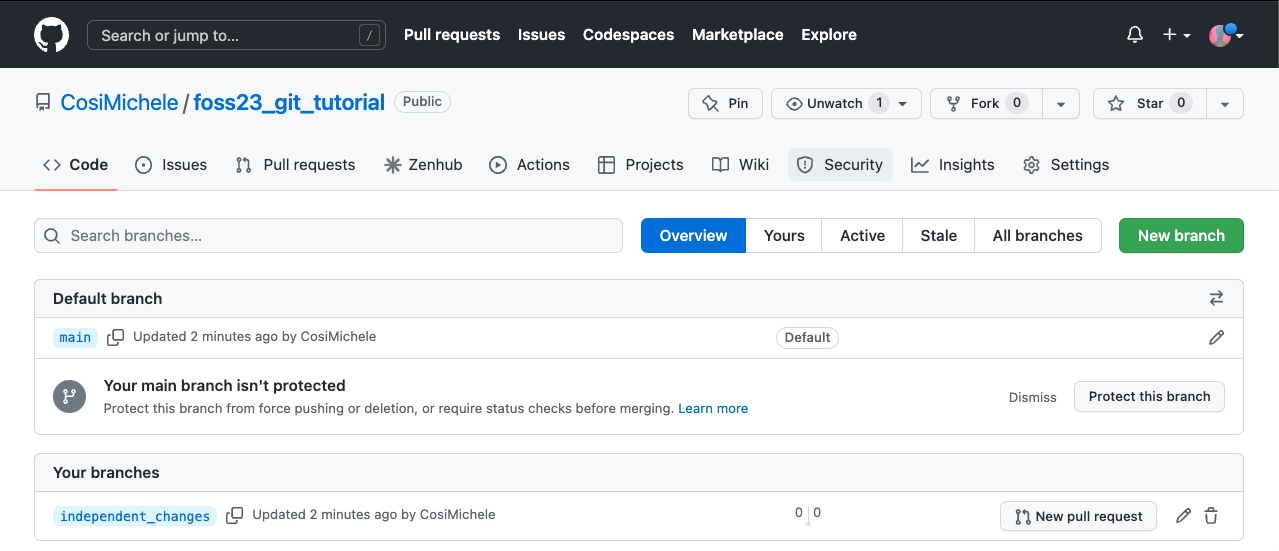 Search or jump to... / Pull requests Issues Codespaces Marketplace Explore
CosiMichele / foss23_git_tutorial Public Pin Unwatch 1 Fork 0 Star 0
Code Issues Pull requests Zenhub Actions Projects Wiki Security Insights Settings
Search branches... Overview Yours Active Stale All branches New branch
Default branch
main Updated 2 minutes ago by CosiMichele Default
Your main branch isn't protected
Protect this branch from force pushing or deletion, or require status checks before merging. Learn more
Dismiss Protect this branch
Your branches
independent_changes Updated 2 minutes ago by CosiMichele 0 0 New pull request